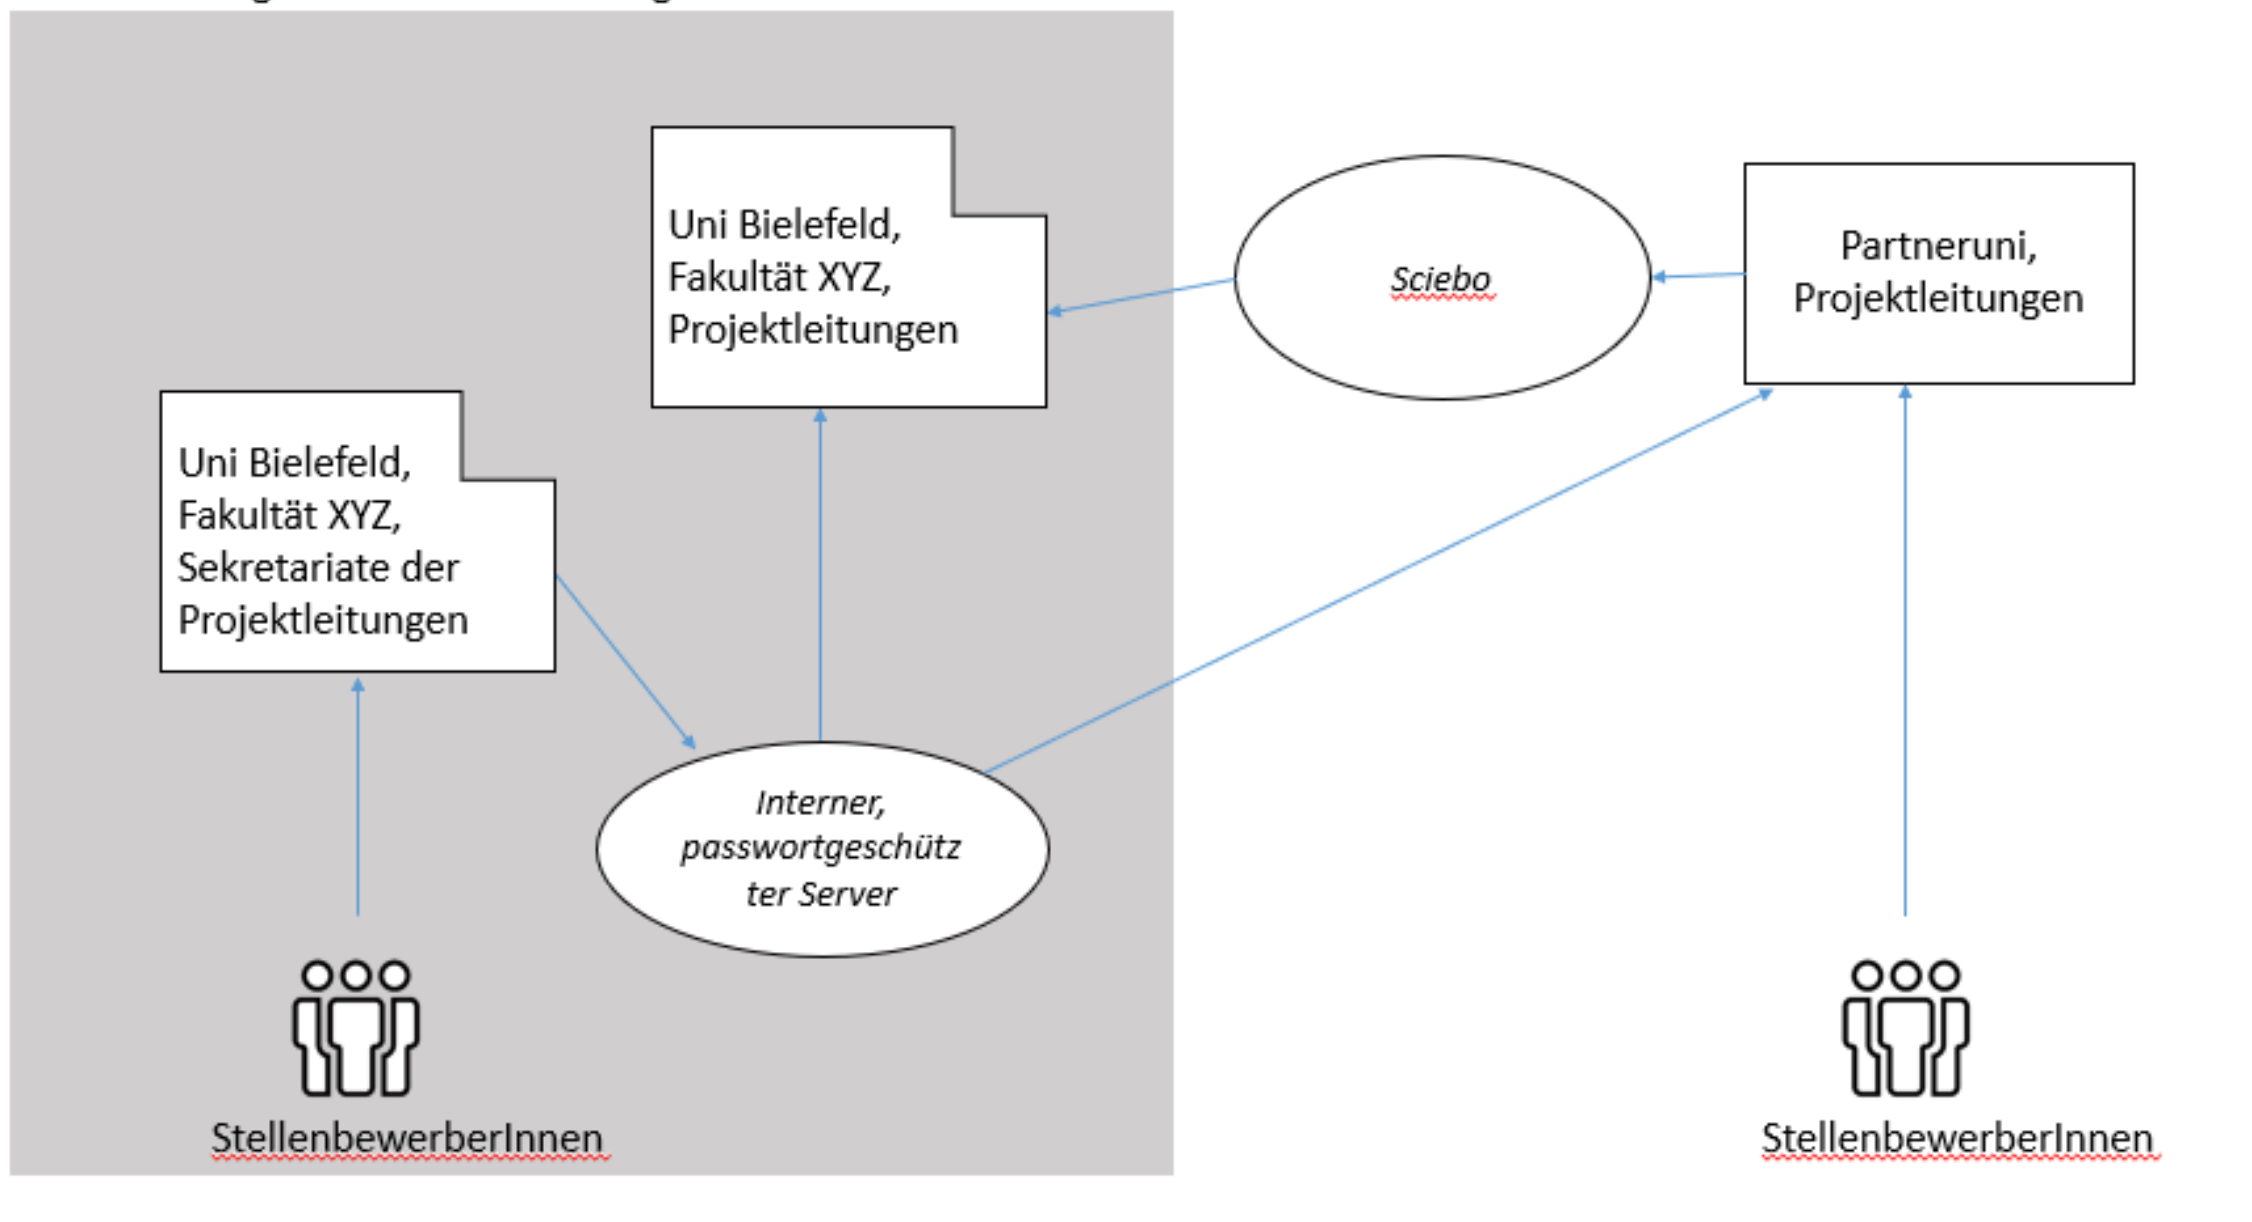 Uni Bielefeld,
Fakultät XYZ,
Projektleitungen
Sciebo
Partneruni,
Projektleitungen
Uni Bielefeld,
Fakultät XYZ,
Sekretariate der
Projektleitungen
Interner,
passwortgeschütz
ter Server
StellenbewerberInnen
StellenbewerberInnen